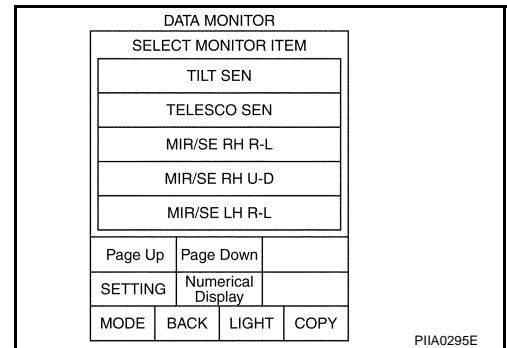 DATA MONITOR
SELECT MONITOR ITEM
TILT SEN
TELESCO SEN
MIR/SE RH R-L
MIR/SE RH U-D
MIR/SE LH R-L
Page Up Page Down
SETTING Numerical Display
MODE BACK LIGHT COPY
PIIA0295E